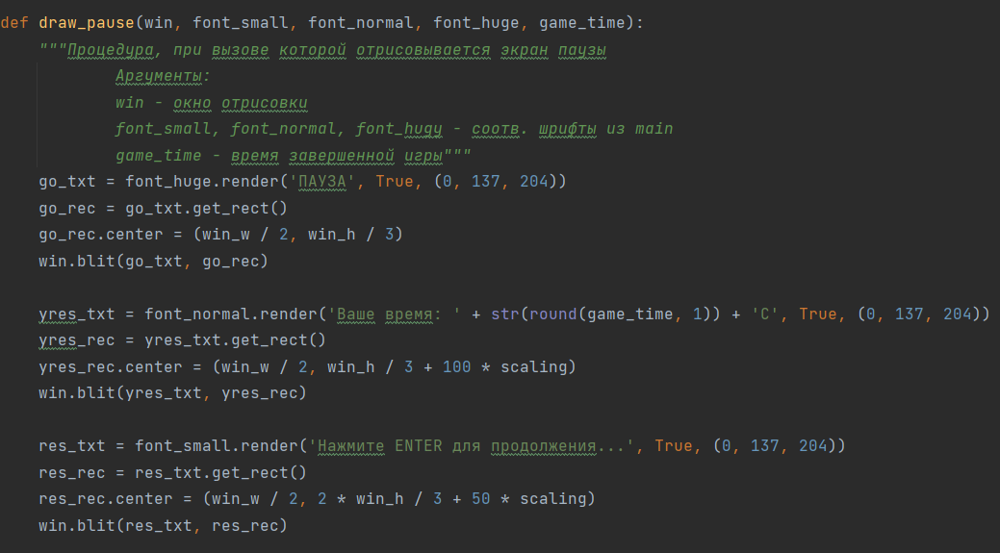 def draw_pause(win, font_small, font_normal, font_huge, game_time):
    """Процедура, при вызове которой отрисовывается экран паузы
            Аргументы:
            win - окно отрисовки
            font_small, font_normal, font_hugy - соотв. шрифты из main
            game_time - время завершенной игры"""
    go_txt = font_huge.render('ПАУЗА', True, (0, 137, 204))
    go_rec = go_txt.get_rect()
    go_rec.center = (win_w / 2, win_h / 3)
    win.blit(go_txt, go_rec)

    yres_txt = font_normal.render('Ваше время: ' + str(round(game_time, 1)) + 'С', True, (0, 137, 204))
    yres_rec = yres_txt.get_rect()
    yres_rec.center = (win_w / 2, win_h / 3 + 100 * scaling)
    win.blit(yres_txt, yres_rec)

    res_txt = font_small.render('Нажмите ENTER для продолжения...', True, (0, 137, 204))
    res_rec = res_txt.get_rect()
    res_rec.center = (win_w / 2, 2 * win_h / 3 + 50 * scaling)
    win.blit(res_txt, res_rec)